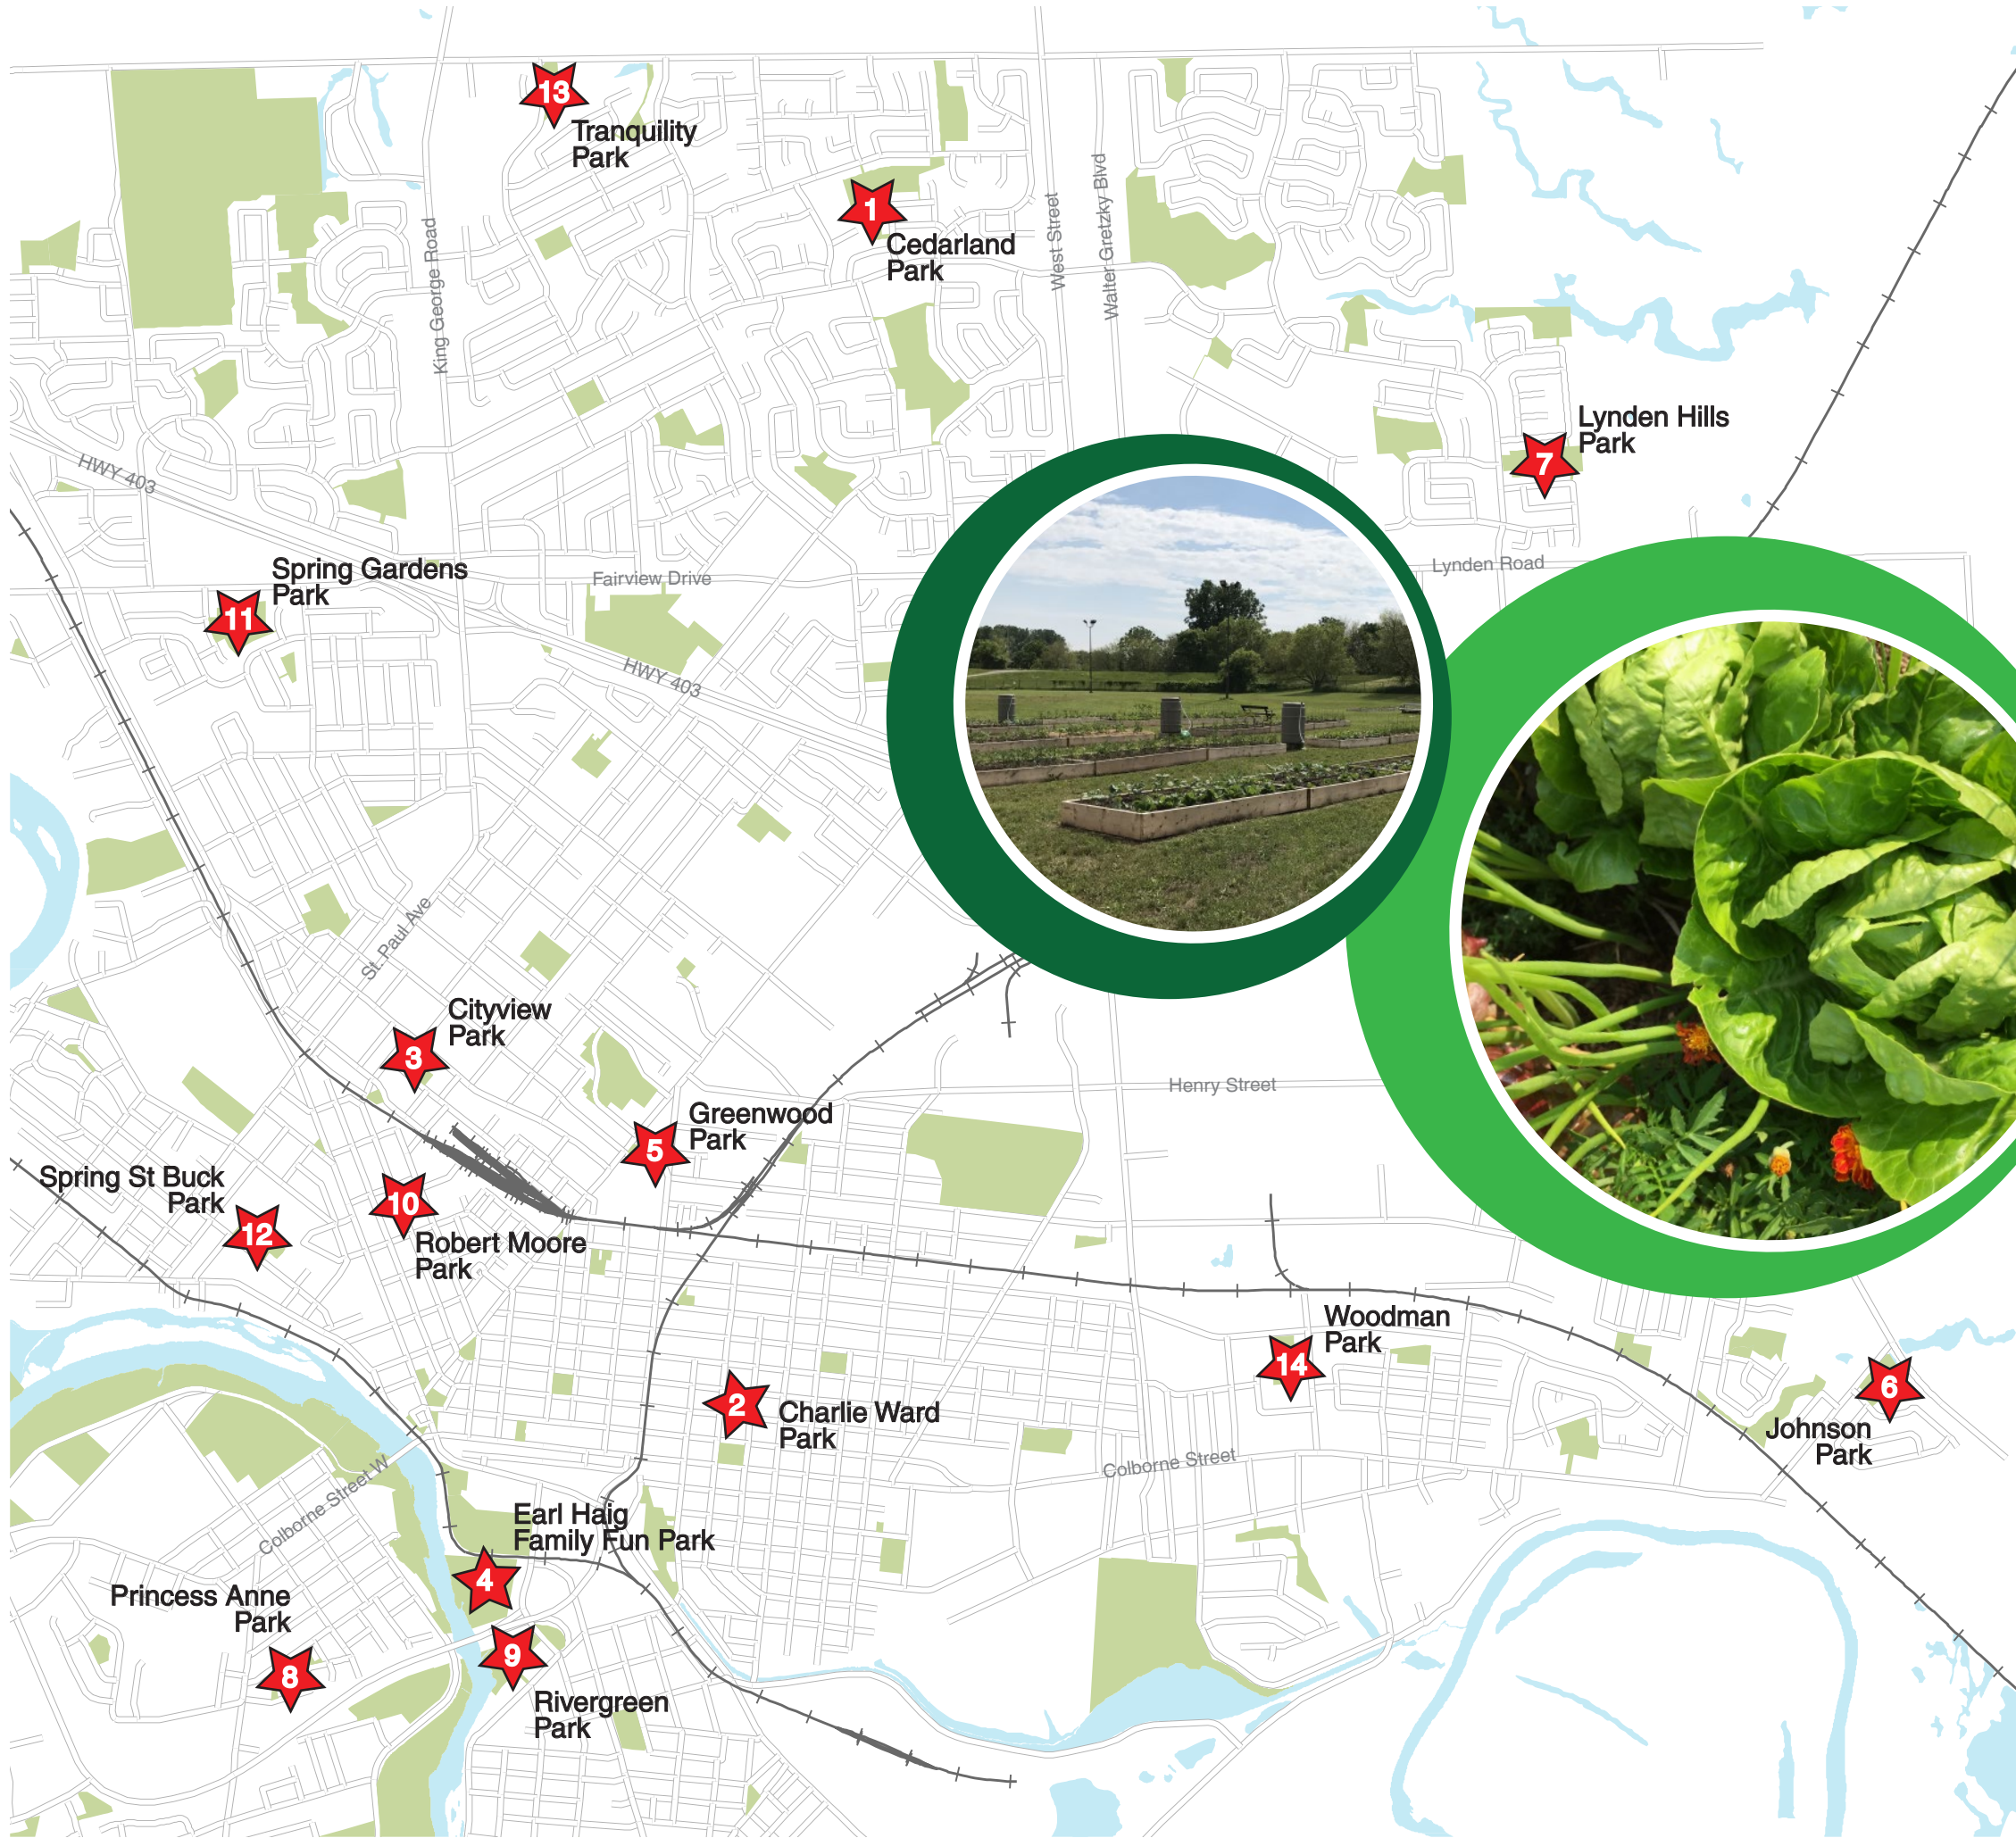 13
Tranquility
Park
1
Cedarland
Park
West Street
Walter Gretzky Blvd
King George Road
Lynden Hills
Park
7
HWY 403
Spring Gardens
Park
11
Fairview Drive
Lynden Road
HWY 403
St. Paul Ave
Cityview
Park
3
Henry Street
Greenwood
Park
5
Spring St Buck
Park
12
10
Robert Moore
Park
Woodman
Park
14
6
Johnson
Park
2
Charlie Ward
Park
Colborne Street
Colborne Street W
Earl Haig
Family Fun Park
4
Princess Anne
Park
8
9
Rivergreen
Park